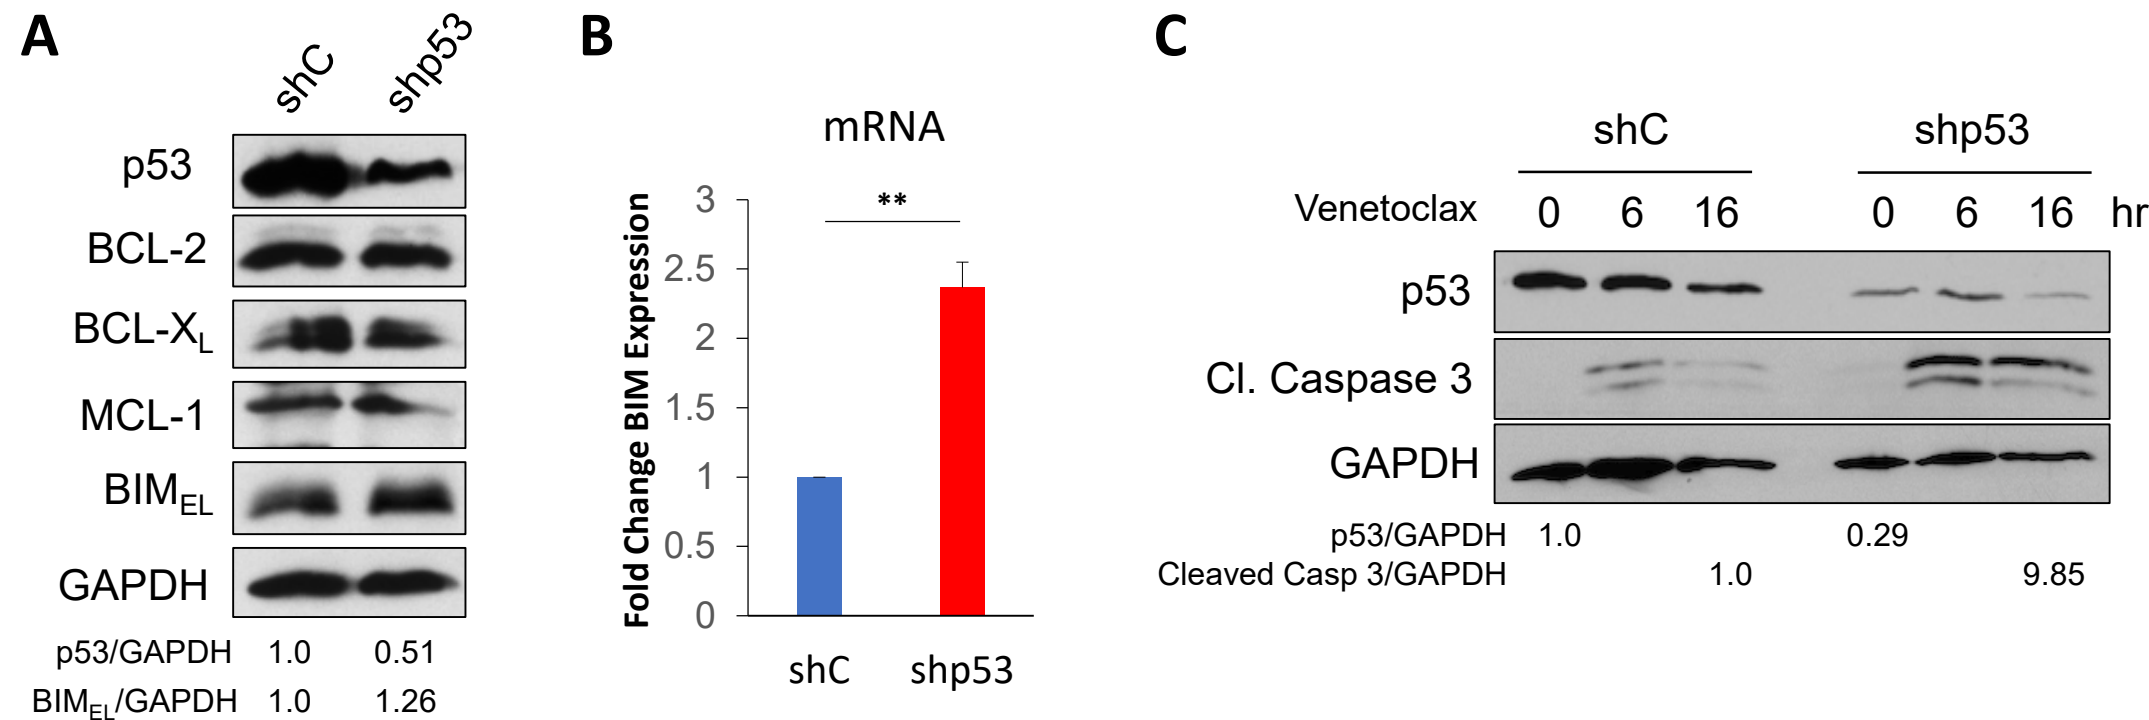 A
shC shp53
p53
BCL-2
BCL-XL
MCL-1
BIMEL
GAPDH
p53/GAPDH 1.0 0.51
BIMEL/GAPDH 1.0 1.26
B
mRNA
**
Fold Change BIM Expression
3
2.5
2
1.5
1
0.5
0
shC shp53
C
shC shp53
Venetoclax 0 6 16 0 6 16 hr
p53
Cl. Caspase 3
GAPDH
p53/GAPDH 1.0 0.29
Cleaved Casp 3/GAPDH 1.0 9.85